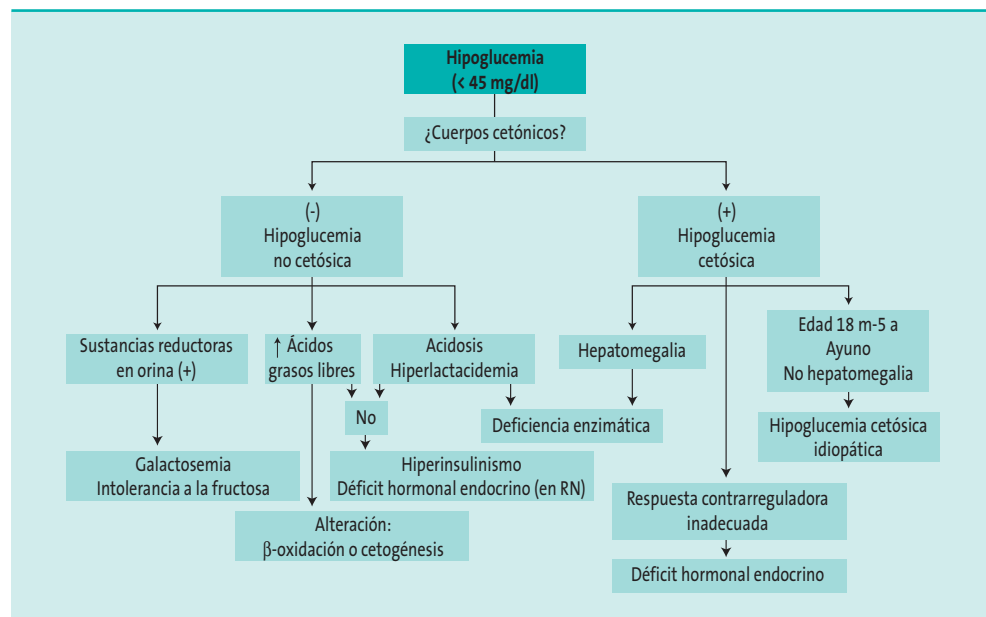 Hipoglucemia
(< 45 mg/dl)
¿Cuerpos cetónicos?
(-)
Hipoglucemia
no cetósica
(+)
Hipoglucemia
cetósica
Sustancias reductoras
en orina (+)
↑ Ácidos
grasos libres
Acidosis
Hiperlactacidemia
Hepatomegalia
Edad 18 m-5 a
Ayuno
No hepatomegalia
No
Deficiencia enzimática
Hipoglucemia cetósica
idiopática
Galactosemia
Intolerancia a la fructosa
Hiperinsulinismo
Déficit hormonal endocrino (en RN)
Respuesta contrarreguladora
inadecuada
Alteración:
β-oxidación o cetogénesis
Déficit hormonal endocrino